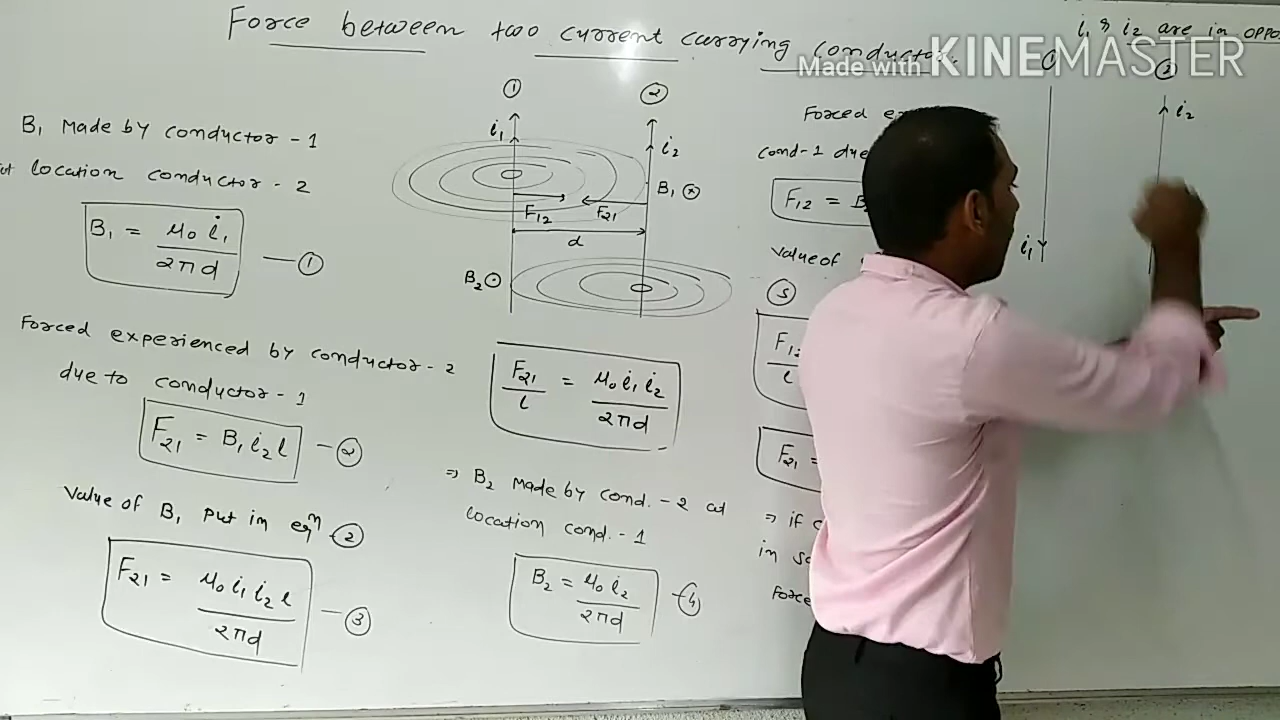 Force between two current carrying conductor
Made with KINEMASTER
B₁ Made by conductor - 1
location conductor - 2
B₁ = μ₀ i₁ / 2πd — ①
Forced experienced by conductor - 2
due to conductor - 1
F₂₁ = B₁ i₂ l — ②
Value of B₁ put in eqⁿ - ②
F₂₁ = μ₀ i₁ i₂ l / 2πd — ③
① ②
i₁ i₂
B₁ ⊗
F₁₂ F₂₁
d
B₂ ⊙
F₂₁ / l = μ₀ i₁ i₂ / 2πd
⇒ B₂ made by cond. - 2 at
location cond. - 1
B₂ = μ₀ i₂ / 2πd — ④
Forced
cond-1 due
F₁₂ =
Value of
⑤
l
F₂₁ =
⇒ if
in
Force
i₁ & i₂ are in
① ②
i₂
i₁